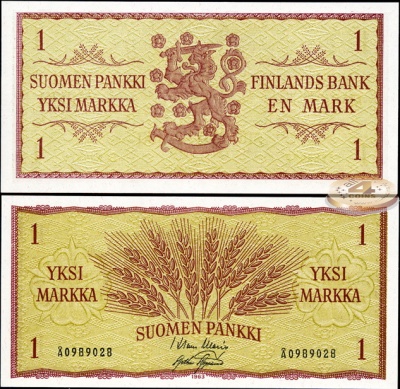 1 1
SUOMEN PANKKI FINLANDS BANK
YKSI MARKKA EN MARK
1 1
1 1
YKSI YKSI
MARKKA MARKKA
SUOMEN PANKKI
1 1
Ä0989028 Ä0989028
1963